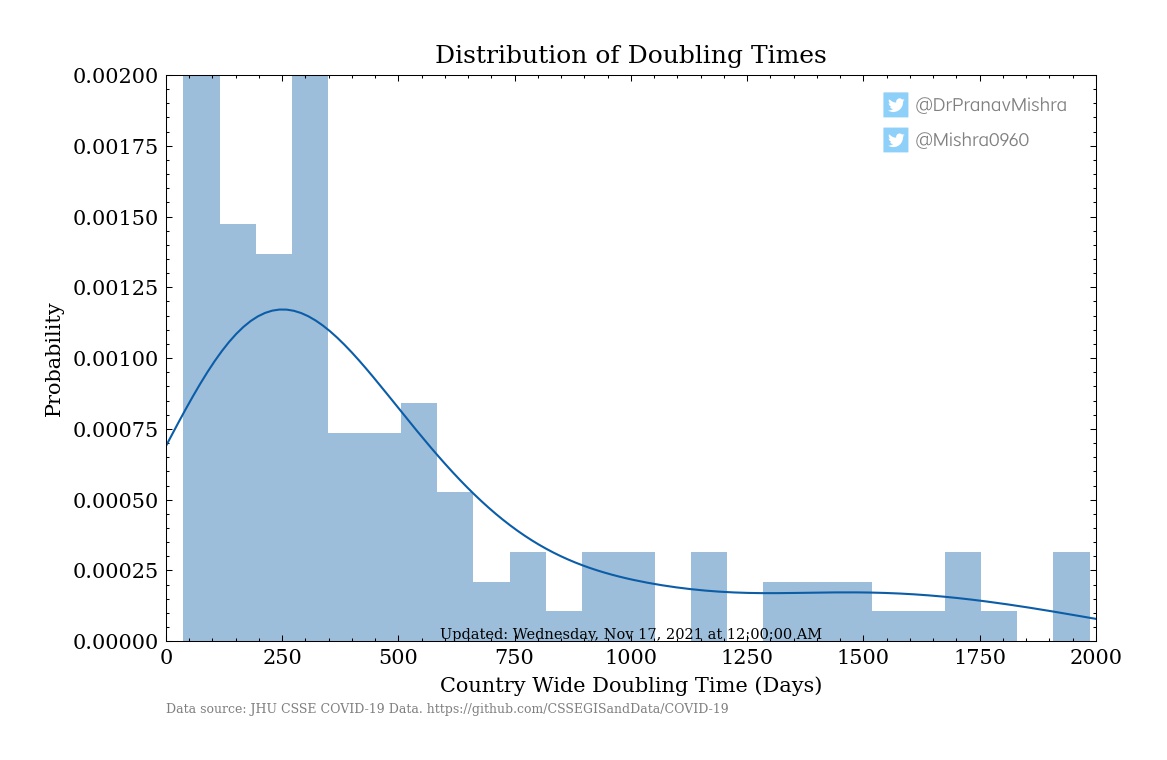 Distribution of Doubling Times
@DrPranavMishra
@Mishra0960
0.00200
0.00175
0.00150
0.00125
0.00100
0.00075
0.00050
0.00025
0.00000
Probability
Updated: Wednesday, Nov 17, 2021 at 12:00:00 AM
0 250 500 750 1000 1250 1500 1750 2000
Country Wide Doubling Time (Days)
Data source: JHU CSSE COVID-19 Data. https://github.com/CSSEGISandData/COVID-19